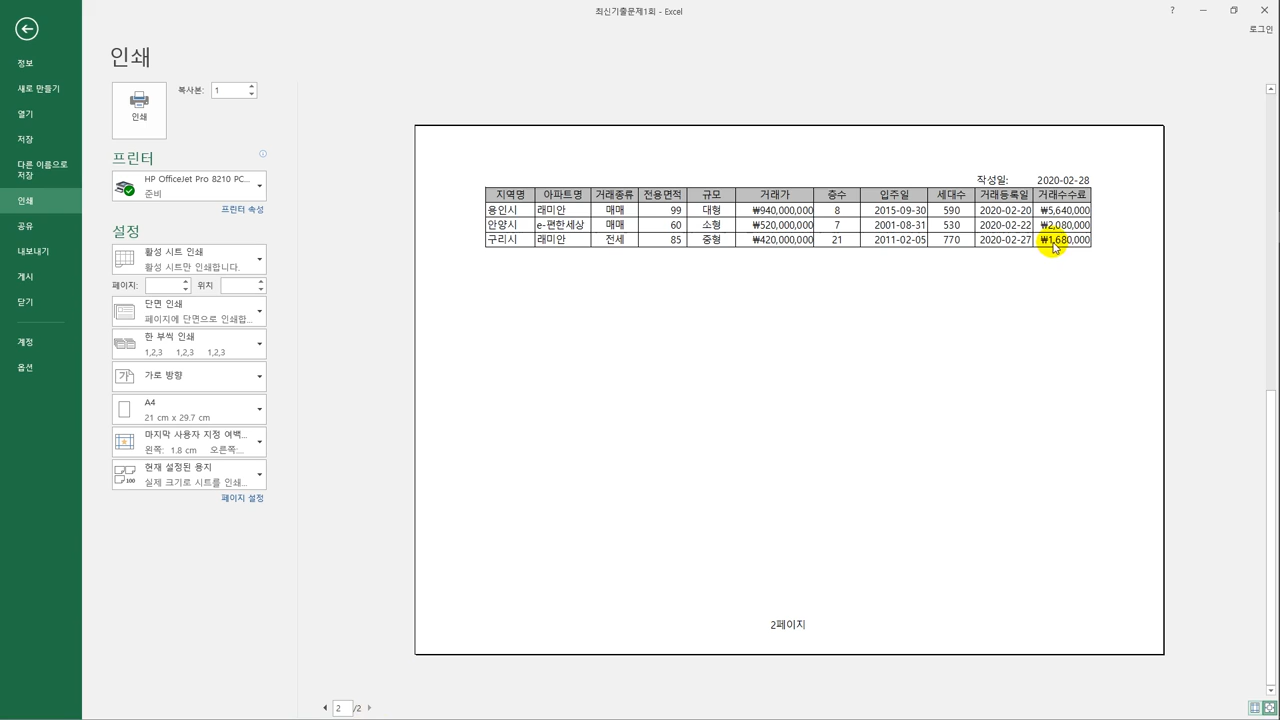 최신기출문제1회 - Excel
로그인
정보
새로 만들기
열기
저장
다른 이름으로
저장
인쇄
공유
내보내기
게시
닫기
계정
옵션
인쇄
인쇄
복사본: 1
프린터
HP OfficeJet Pro 8210 PC...
준비
프린터 속성
설정
활성 시트 인쇄
활성 시트만 인쇄합니다.
페이지: 위치
단면 인쇄
페이지에 단면으로 인쇄합...
한 부씩 인쇄
1,2,3 1,2,3 1,2,3
가로 방향
A4
21 cm x 29.7 cm
마지막 사용자 지정 여백...
왼쪽: 1.8 cm 오른쪽:...
현재 설정된 용지
실제 크기로 시트를 인쇄...
페이지 설정
작성일: 2020-02-28
지역명 아파트명 거래종류 전용면적 규모 거래가 층수 입주일 세대수 거래등록일 거래수수료
용인시 래미안 매매 99 대형 ₩940,000,000 8 2015-09-30 590 2020-02-20 ₩5,640,000
안양시 e-편한세상 매매 60 소형 ₩520,000,000 7 2001-08-31 530 2020-02-22 ₩2,080,000
구리시 래미안 전세 85 중형 ₩420,000,000 21 2011-02-05 770 2020-02-27 ₩1,680,000
2페이지
2 /2